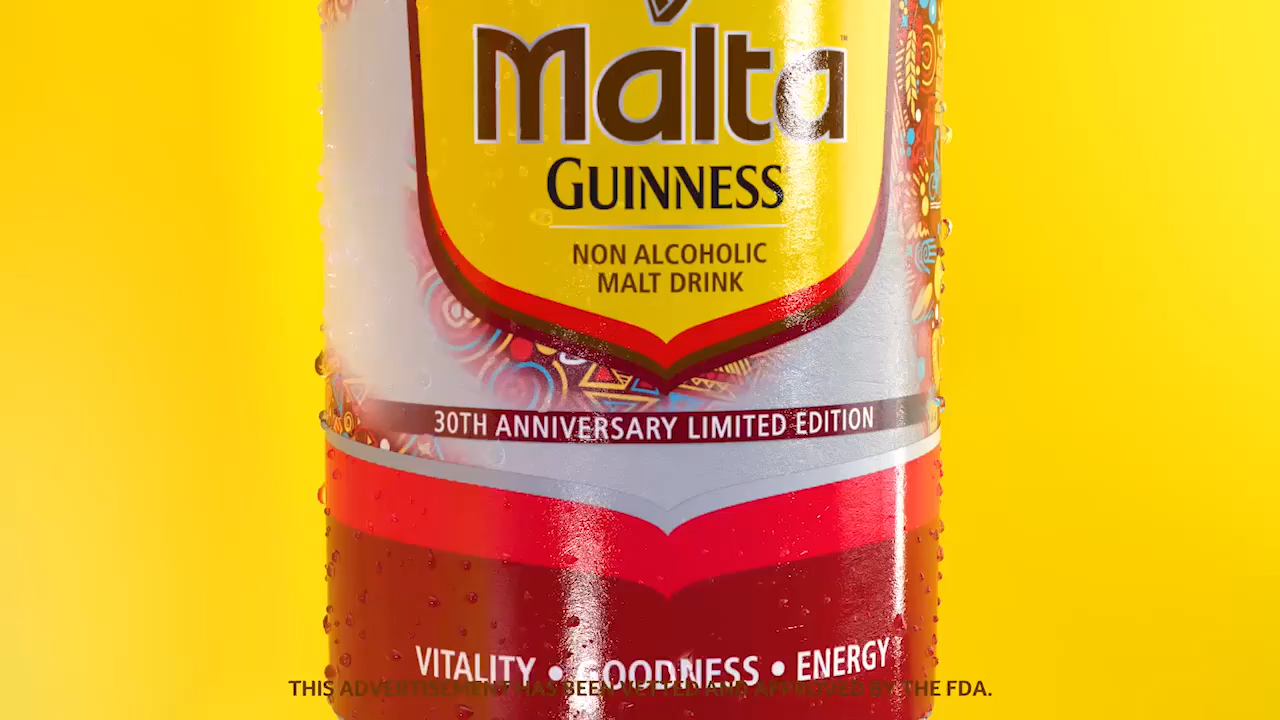 Malta™
GUINNESS
NON ALCOHOLIC
MALT DRINK
30TH ANNIVERSARY LIMITED EDITION
VITALITY • GOODNESS • ENERGY
THIS ADVERTISEMENT HAS BEEN VETTED AND APPROVED BY THE FDA.